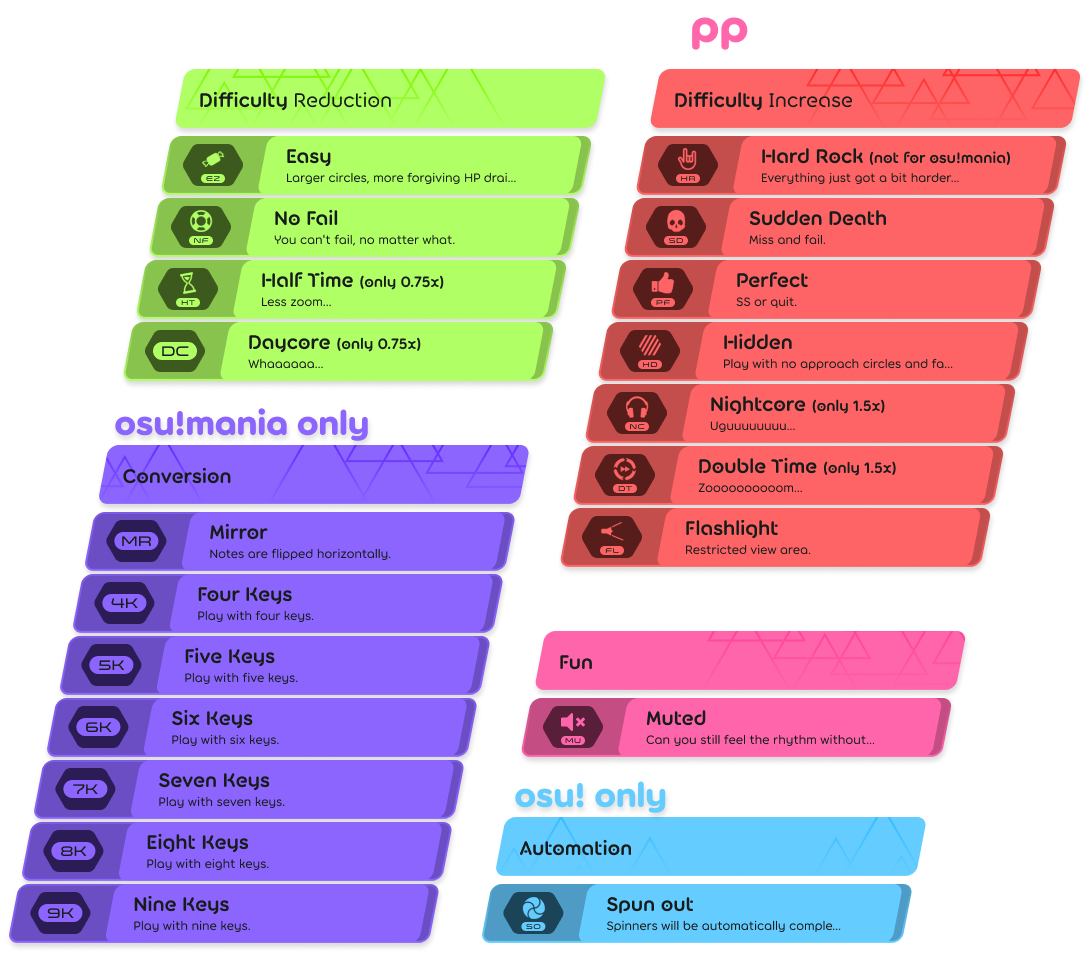 pp
Difficulty Reduction
EZ
Easy
Larger circles, more forgiving HP drai...
NF
No Fail
You can't fail, no matter what.
HT
Half Time (only 0.75x)
Less zoom...
DC
Daycore (only 0.75x)
Whaaaaaa...
Difficulty Increase
HR
Hard Rock (not for osu!mania)
Everything just got a bit harder...
SD
Sudden Death
Miss and fail.
PF
Perfect
SS or quit.
HD
Hidden
Play with no approach circles and fa...
NC
Nightcore (only 1.5x)
Uguuuuuuuu...
DT
Double Time (only 1.5x)
Zoooooooooom...
FL
Flashlight
Restricted view area.
osu!mania only
Conversion
MR
Mirror
Notes are flipped horizontally.
4K
Four Keys
Play with four keys.
5K
Five Keys
Play with five keys.
6K
Six Keys
Play with six keys.
7K
Seven Keys
Play with seven keys.
8K
Eight Keys
Play with eight keys.
9K
Nine Keys
Play with nine keys.
Fun
MU
Muted
Can you still feel the rhythm without...
osu! only
Automation
SO
Spun out
Spinners will be automatically comple...